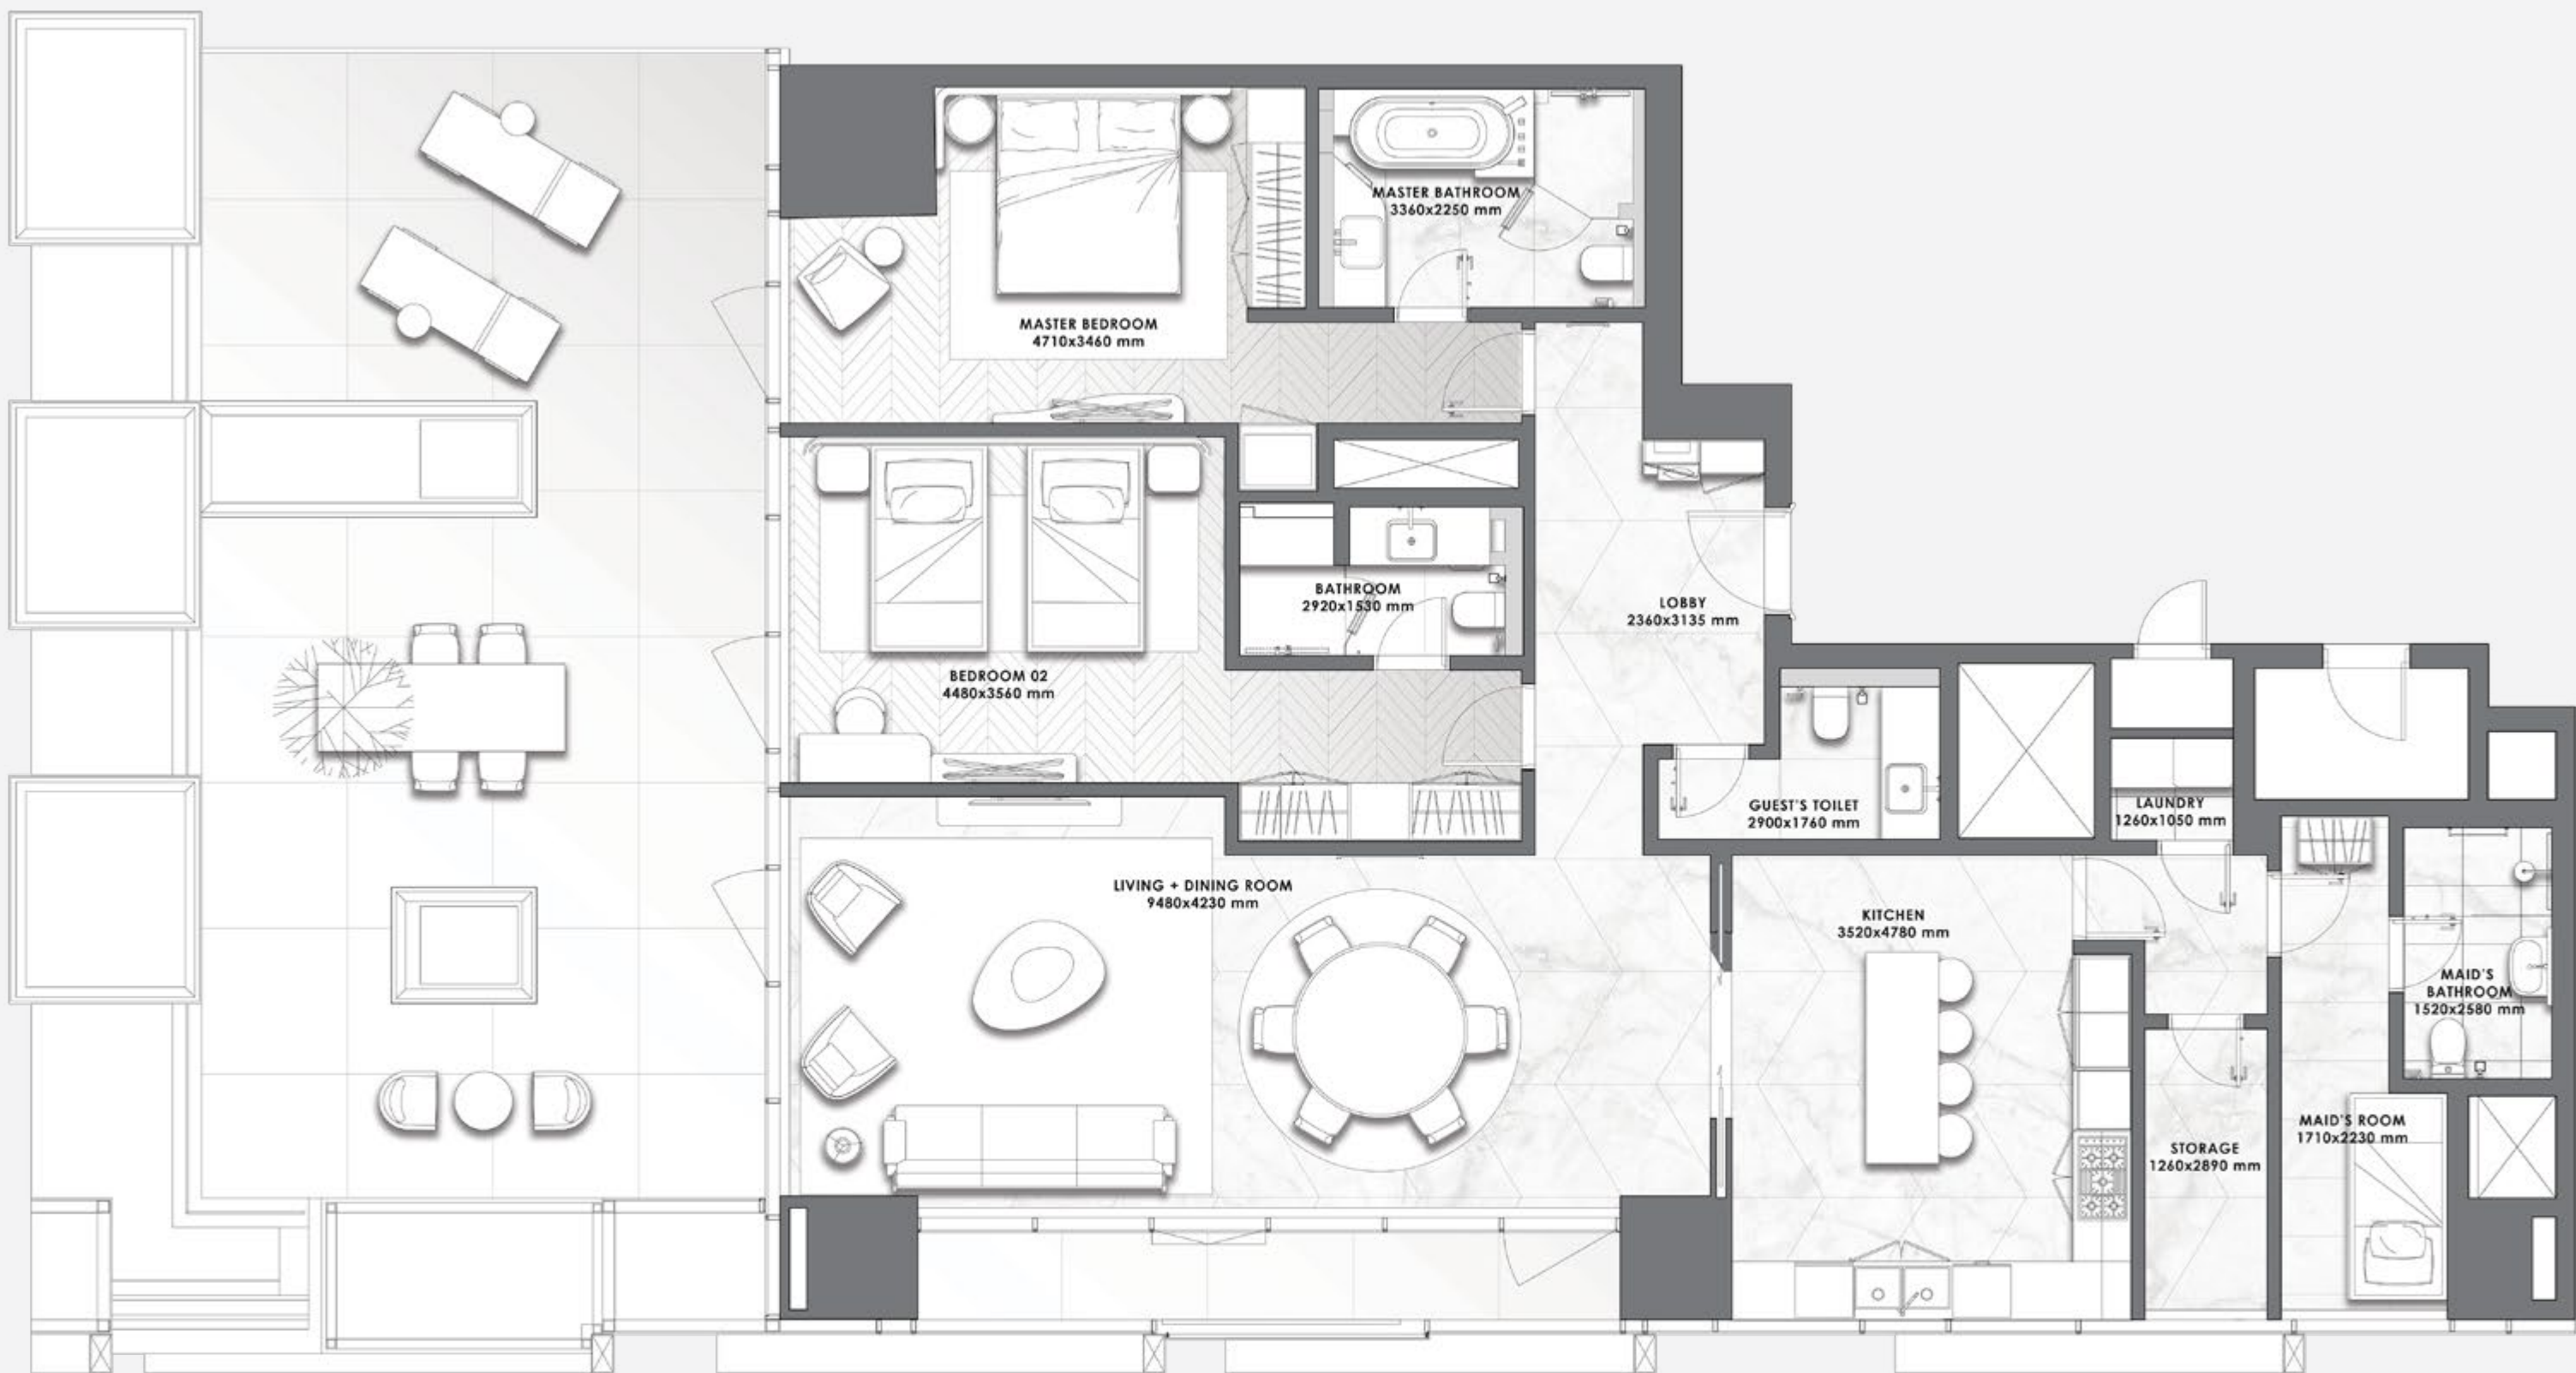 MASTER BATHROOM
3360x2250 mm
MASTER BEDROOM
4710x3460 mm
BATHROOM
2920x1530 mm
LOBBY
2360x3135 mm
BEDROOM 02
4480x3560 mm
GUEST'S TOILET
2900x1760 mm
LAUNDRY
1260x1050 mm
LIVING + DINING ROOM
9480x4230 mm
KITCHEN
3520x4780 mm
MAID'S
BATHROOM
1520x2580 mm
MAID'S ROOM
1710x2230 mm
STORAGE
1260x2890 mm